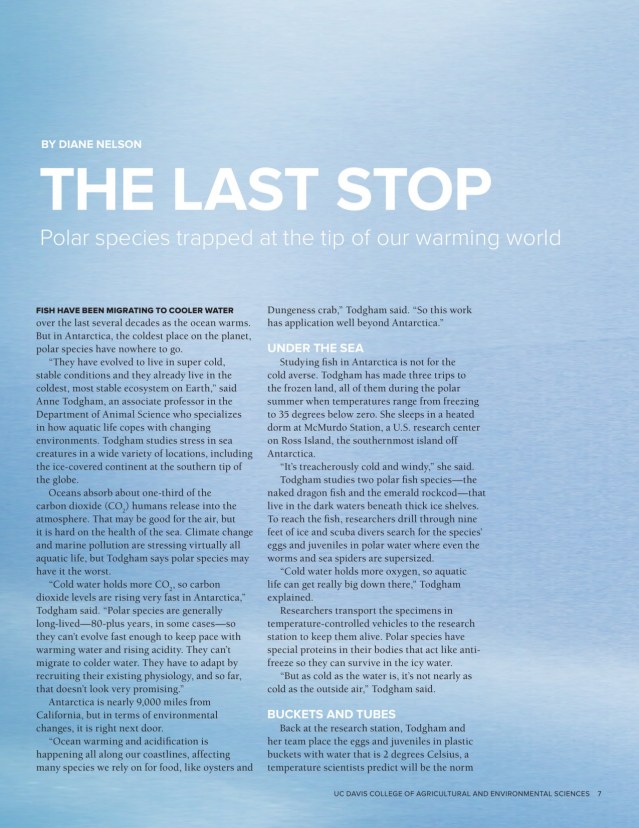 BY DIANE NELSON
THE LAST STOP
Polar species trapped at the tip of our warming world
FISH HAVE BEEN MIGRATING TO COOLER WATER
over the last several decades as the ocean warms.
But in Antarctica, the coldest place on the planet,
polar species have nowhere to go.
“They have evolved to live in super cold,
stable conditions and they already live in the
coldest, most stable ecosystem on Earth,” said
Anne Todgham, an associate professor in the
Department of Animal Science who specializes
in how aquatic life copes with changing
environments. Todgham studies stress in sea
creatures in a wide variety of locations, including
the ice-covered continent at the southern tip of
the globe.
Oceans absorb about one-third of the
carbon dioxide (CO₂) humans release into the
atmosphere. That may be good for the air, but
it is hard on the health of the sea. Climate change
and marine pollution are stressing virtually all
aquatic life, but Todgham says polar species may
have it the worst.
“Cold water holds more CO₂, so carbon
dioxide levels are rising very fast in Antarctica,”
Todgham said. “Polar species are generally
long-lived—80-plus years, in some cases—so
they can’t evolve fast enough to keep pace with
warming water and rising acidity. They can’t
migrate to colder water. They have to adapt by
recruiting their existing physiology, and so far,
that doesn’t look very promising.”
Antarctica is nearly 9,000 miles from
California, but in terms of environmental
changes, it is right next door.
“Ocean warming and acidification is
happening all along our coastlines, affecting
many species we rely on for food, like oysters and
Dungeness crab,” Todgham said. “So this work
has application well beyond Antarctica.”
UNDER THE SEA
Studying fish in Antarctica is not for the
cold averse. Todgham has made three trips to
the frozen land, all of them during the polar
summer when temperatures range from freezing
to 35 degrees below zero. She sleeps in a heated
dorm at McMurdo Station, a U.S. research center
on Ross Island, the southernmost island off
Antarctica.
“It’s treacherously cold and windy,” she said.
Todgham studies two polar fish species—the
naked dragon fish and the emerald rockcod—that
live in the dark waters beneath thick ice shelves.
To reach the fish, researchers drill through nine
feet of ice and scuba divers search for the species’
eggs and juveniles in polar water where even the
worms and sea spiders are supersized.
“Cold water holds more oxygen, so aquatic
life can get really big down there,” Todgham
explained.
Researchers transport the specimens in
temperature-controlled vehicles to the research
station to keep them alive. Polar species have
special proteins in their bodies that act like anti-
freeze so they can survive in the icy water.
“But as cold as the water is, it’s not nearly as
cold as the outside air,” Todgham said.
BUCKETS AND TUBES
Back at the research station, Todgham and
her team place the eggs and juveniles in plastic
buckets with water that is 2 degrees Celsius, a
temperature scientists predict will be the norm
UC DAVIS COLLEGE OF AGRICULTURAL AND ENVIRONMENTAL SCIENCES 7